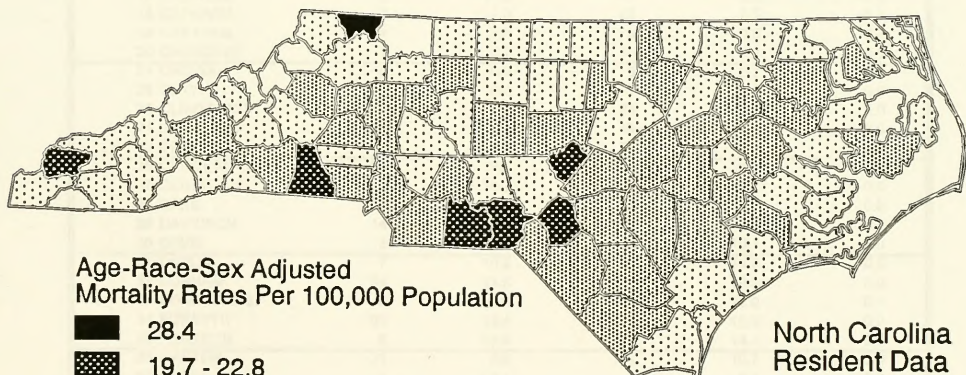 Age-Race-Sex Adjusted
Mortality Rates Per 100,000 Population
28.4
19.7 - 22.8
North Carolina
Resident Data